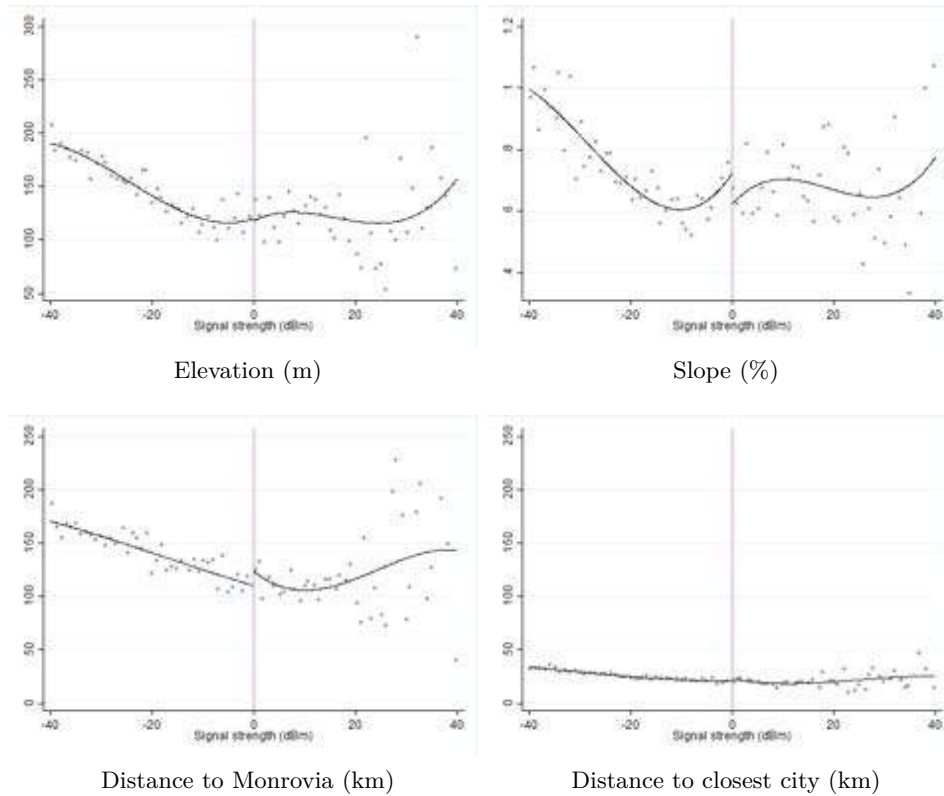 300
250
200
150
100
50
-40 -20 0 20 40
Signal strength (dBm)
Elevation (m)
1.2
1
.8
.6
.4
-40 -20 0 20 40
Signal strength (dBm)
Slope (%)
250
200
150
100
50
0
-40 -20 0 20 40
Signal strength (dBm)
Distance to Monrovia (km)
250
200
150
100
50
0
-40 -20 0 20 40
Signal strength (dBm)
Distance to closest city (km)